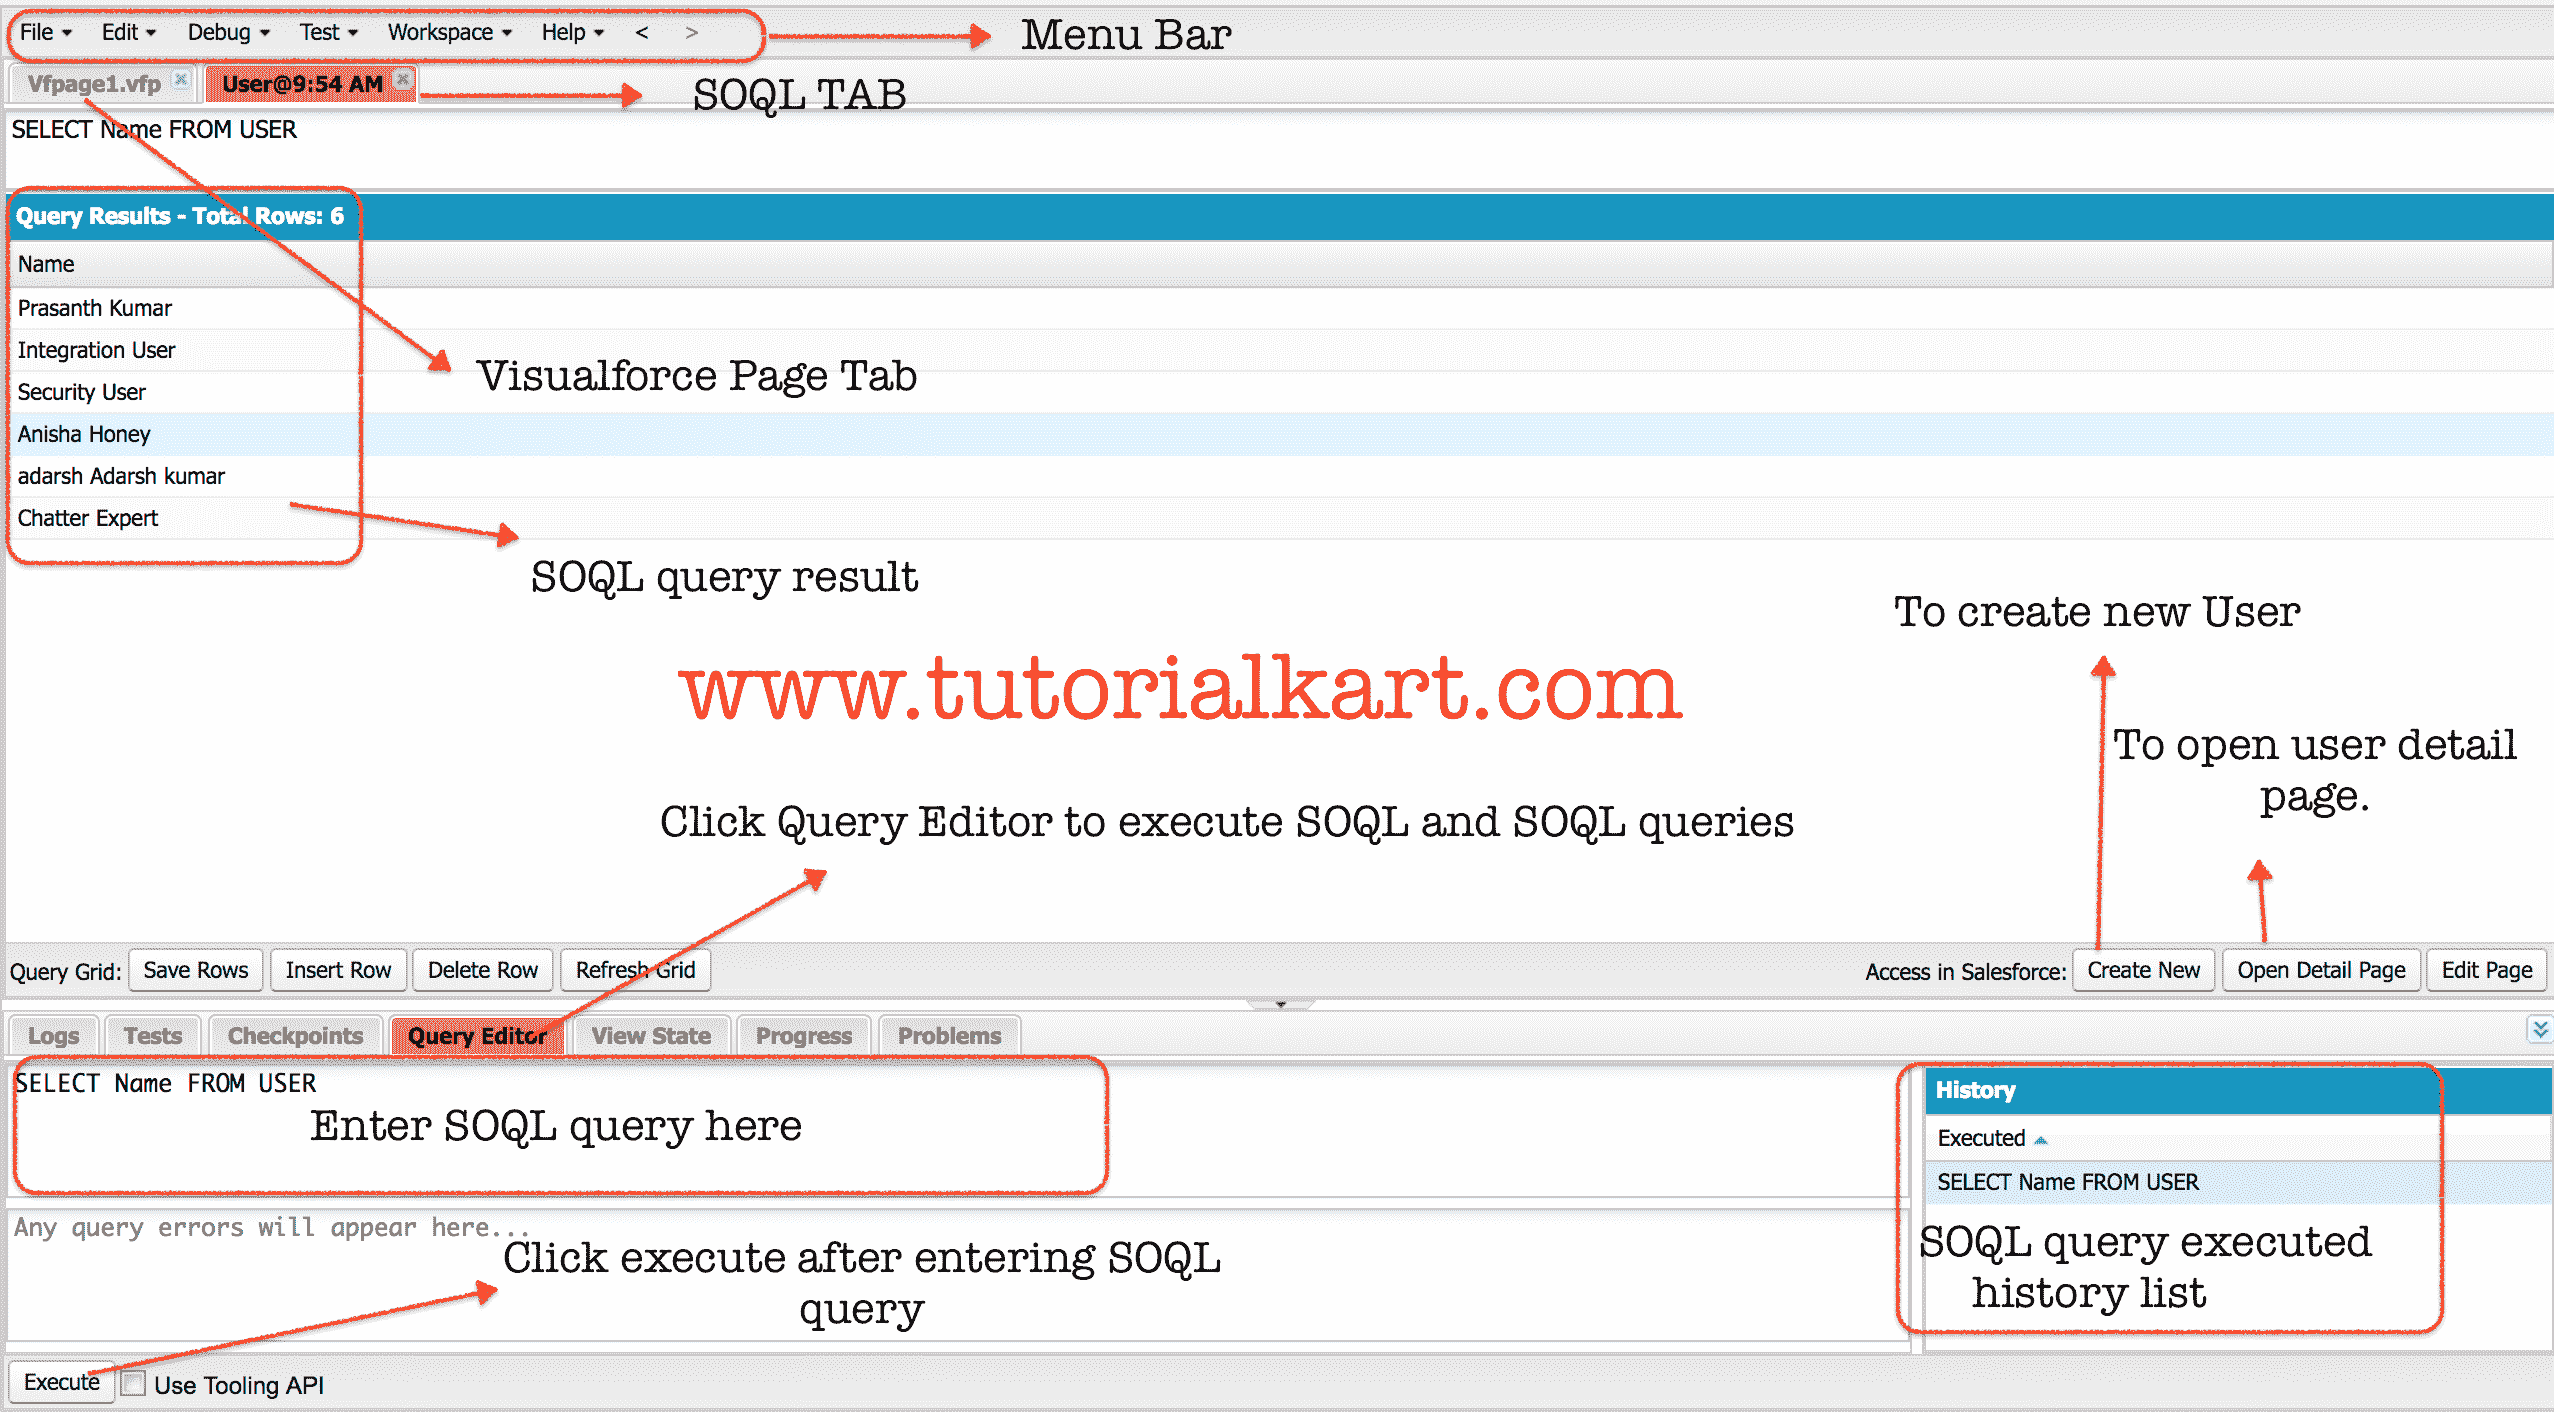 File Edit Debug Test Workspace Help < >
Menu Bar
Vfpage1.vfp User@9:54 AM
SOQL TAB
SELECT Name FROM USER
Query Results - Total Rows: 6
Name
Prasanth Kumar
Integration User
Security User
Anisha Honey
adarsh Adarsh kumar
Chatter Expert
Visualforce Page Tab
SOQL query result
To create new User
www.tutorialkart.com
To open user detail
page.
Click Query Editor to execute SOQL and SOQL queries
Query Grid: Save Rows Insert Row Delete Row Refresh Grid
Access in Salesforce: Create New Open Detail Page Edit Page
Logs Tests Checkpoints Query Editor View State Progress Problems
SELECT Name FROM USER
Enter SOQL query here
History
Executed
SELECT Name FROM USER
SOQL query executed
history list
Any query errors will appear here...
Click execute after entering SOQL
query
Execute Use Tooling API